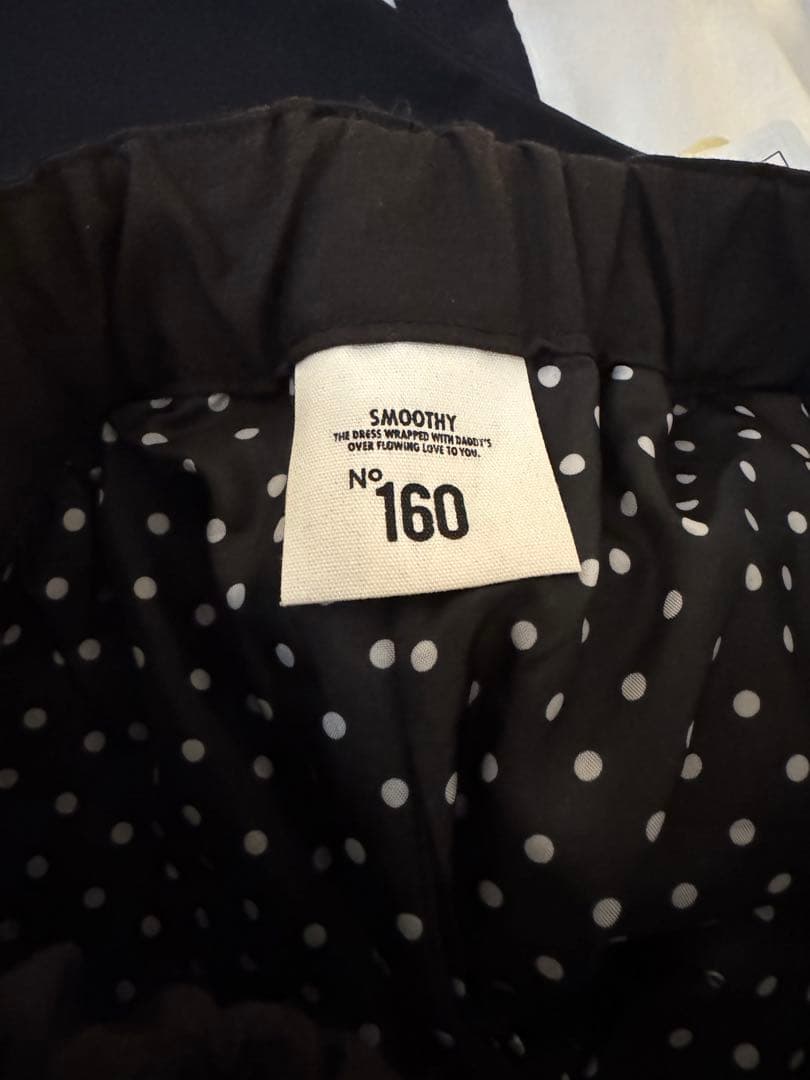 SMOOTHY
THE DRESS WRAPPED WITH DADDY'S
OVER FLOWING LOVE TO YOU.
No 160